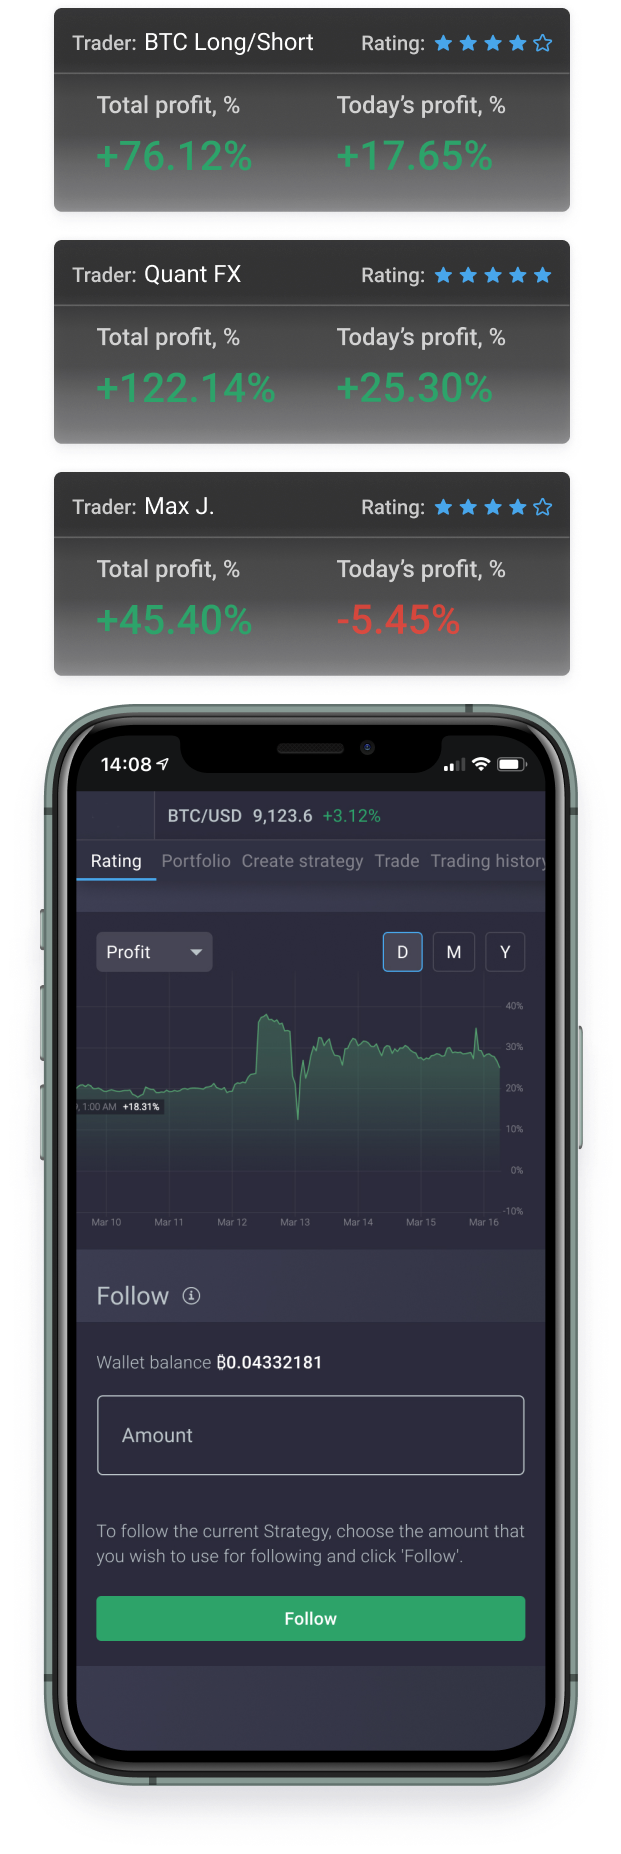 Trader: BTC Long/Short Rating:
Total profit, % Today's profit, %
+76.12% +17.65%
Trader: Quant FX Rating:
Total profit, % Today's profit, %
+122.14% +25.30%
Trader: Max J. Rating:
Total profit, % Today's profit, %
+45.40% -5.45%
14:08
BTC/USD 9,123.6 +3.12%
Rating Portfolio Create strategy Trade Trading history
Profit D M Y
40%
30%
20%
, 1:00 AM +18.31%
10%
0%
-10%
Mar 10 Mar 11 Mar 12 Mar 13 Mar 14 Mar 15 Mar 16
Follow
Wallet balance ₿0.04332181
Amount
To follow the current Strategy, choose the amount that
you wish to use for following and click 'Follow'.
Follow